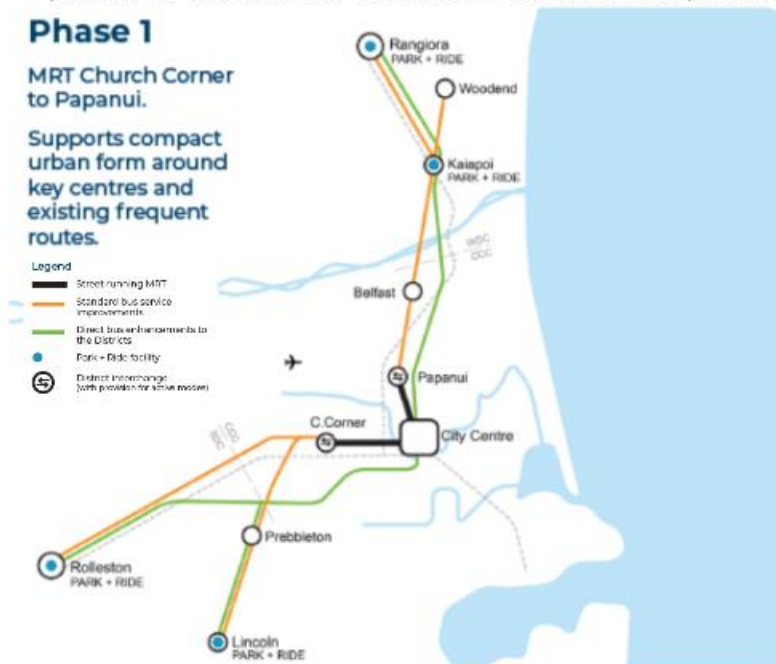 Phase 1
MRT Church Corner
to Papanui.
Supports compact
urban form around
key centres and
existing frequent
routes.
Legend
Street running MRT
Standard bus service
improvements
Direct bus enhancements to
the Districts
Park + Ride facility
District interchange
(with provision for active modes)
Rangiora
PARK + RIDE
Woodend
Kaiapoi
PARK + RIDE
WDC
CCC
Belfast
Papanui
C.Corner
City Centre
CCC
SDC
Prebbleton
Rolleston
PARK + RIDE
Lincoln
PARK + RIDE